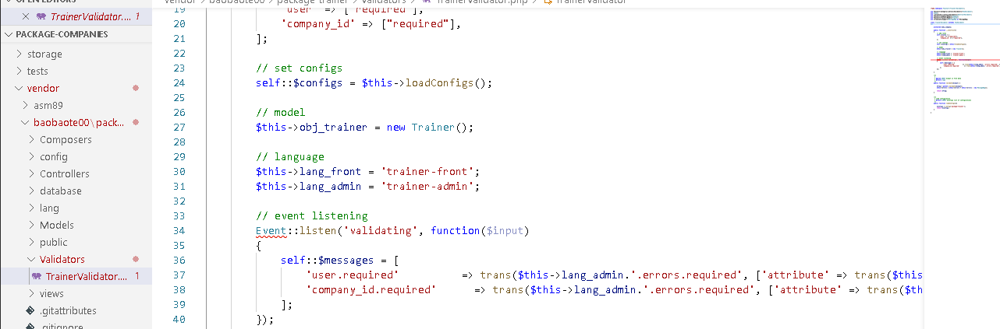 OPEN EDITORS
TrainerValidator.... 1
PACKAGE-COMPANIES
storage
tests
vendor
asm89
baobaote00\pack...
Composers
config
Controllers
database
lang
Models
public
Validators
TrainerValidator.... 1
views
.gitattributes
.gitignore
vendor > baobaote00 > package-trainer > Validators > TrainerValidator.php > TrainerValidator
19 'user' => ["required"],
20 'company_id' => ["required"],
21 ];
22
23 // set configs
24 self::$configs = $this->loadConfigs();
25
26 // model
27 $this->obj_trainer = new Trainer();
28
29 // language
30 $this->lang_front = 'trainer-front';
31 $this->lang_admin = 'trainer-admin';
32
33 // event listening
34 Event::listen('validating', function($input)
35 {
36 self::$messages = [
37 'user.required' => trans($this->lang_admin.'.errors.required', ['attribute' => trans($this
38 'company_id.required' => trans($this->lang_admin.'.errors.required', ['attribute' => trans($th
39 ];
40 });